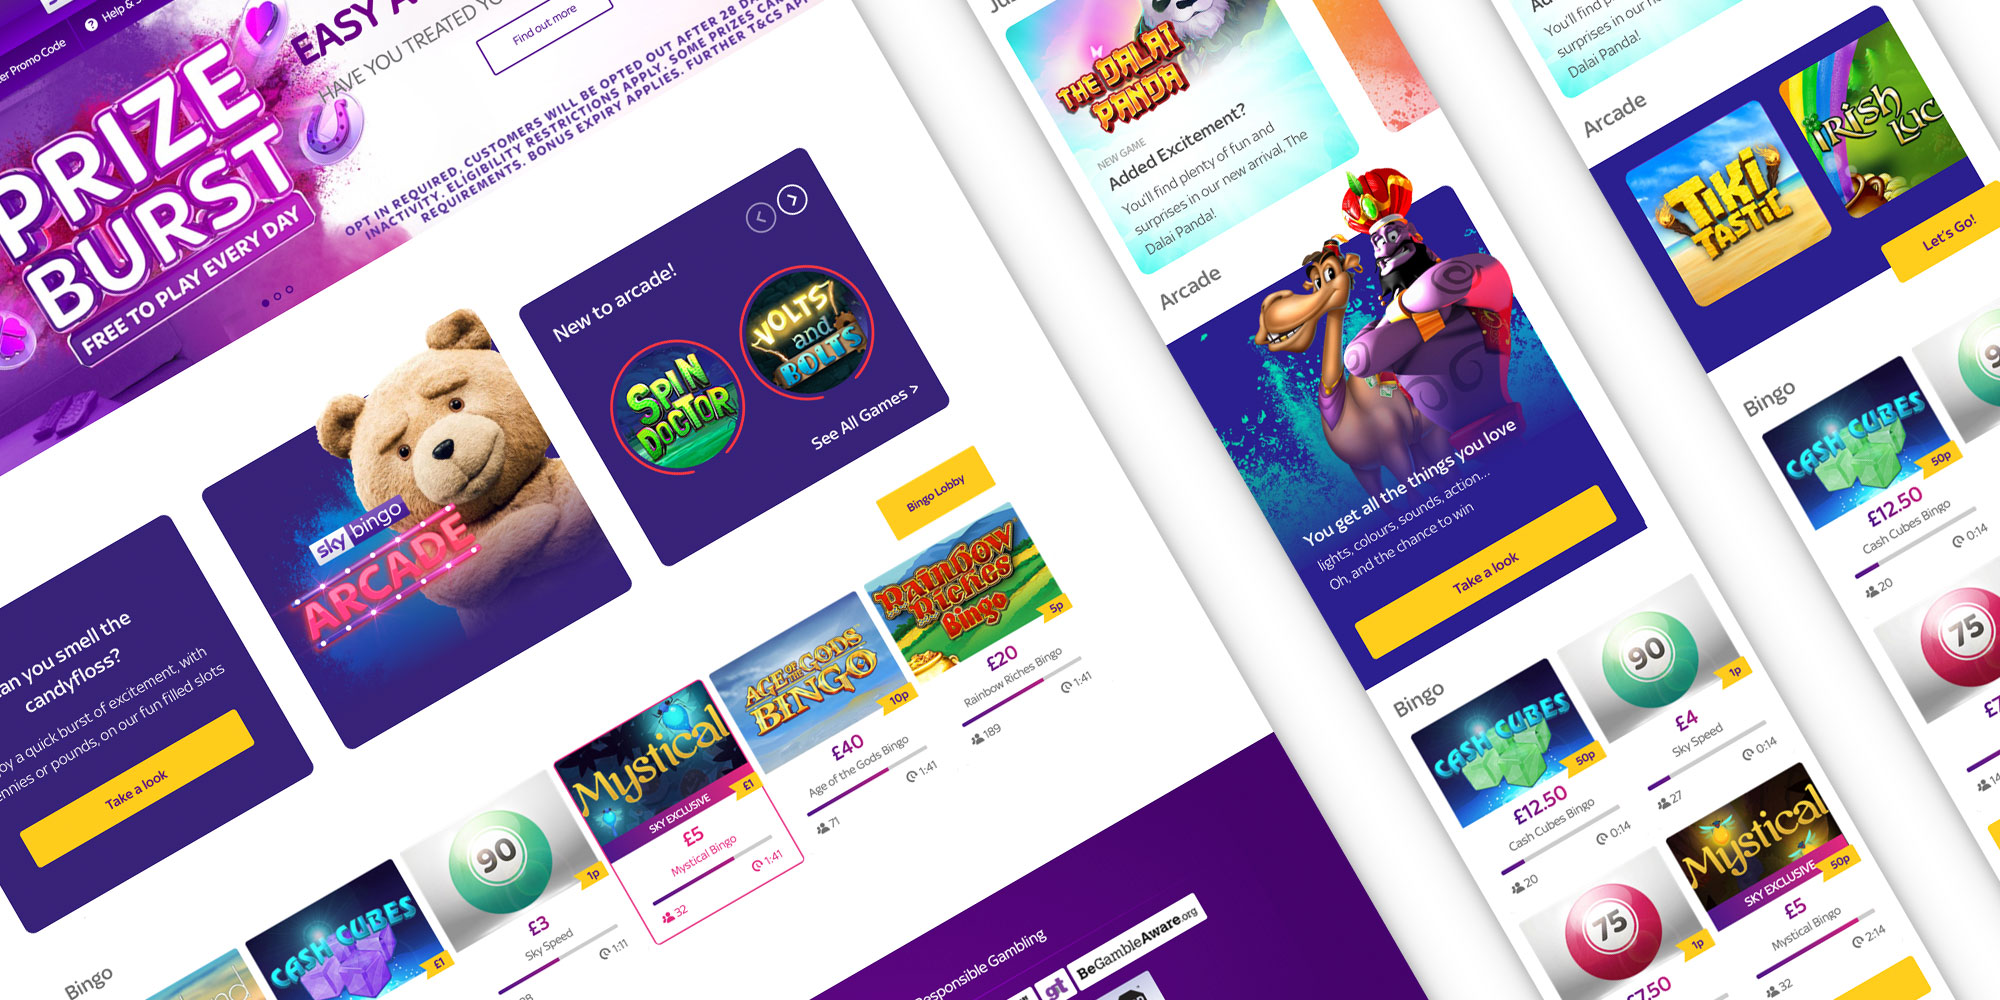 Promo Code
Help &
PRIZE
BURST
FREE TO PLAY EVERY DAY
EASY
HAVE YOU TREATED
Find out more
OPT IN REQUIRED. CUSTOMERS WILL BE OPTED OUT AFTER 28
INACTIVITY. ELIGIBILITY RESTRICTIONS APPLY. SOME PRIZES
REQUIREMENTS. BONUS EXPIRY APPLIES. FURTHER T&CS
you smell the
candyfloss?
a quick burst of excitement, with
or pounds, on our fun filled slots
Take a look
sky bingo
ARCADE
New to arcade!
SPIN
DOCTOR
VOLTS
and
BOLTS
See All Games >
Bingo Lobby
Bingo
CASH CUBES
£1
90
1p
£3
Sky Speed
1:11
Mystical
SKY EXCLUSIVE
£1
£5
Mystical Bingo
1:41
32
AGE OF THE GODS
BINGO
10p
£40
Age of the Gods Bingo
1:41
71
Rainbow
Riches
Bingo
5p
£20
Rainbow Riches Bingo
1:41
189
Responsible Gambling
gt
BeGambleAware.org
THE DALAI
PANDA
NEW GAME
Added Excitement?
You'll find plenty of fun and
surprises in our new arrival, The
Dalai Panda!
Arcade
You get all the things you love
lights, colours, sounds, action...
Oh, and the chance to win
Take a look
Bingo
CASH CUBES
50p
£12.50
Cash Cubes Bingo
0:14
20
90
1p
£4
Sky Speed
0:14
27
75
1p
£7.50
Mystical
SKY EXCLUSIVE
50p
£5
Mystical Bingo
2:14
32
You'll find plenty
surprises in our
Dalai Panda!
Arcade
TIKI
TASTIC
IRISH
Let's Go!
Bingo
CASH CUBES
50p
£12.50
Cash Cubes Bingo
0:14
20
75